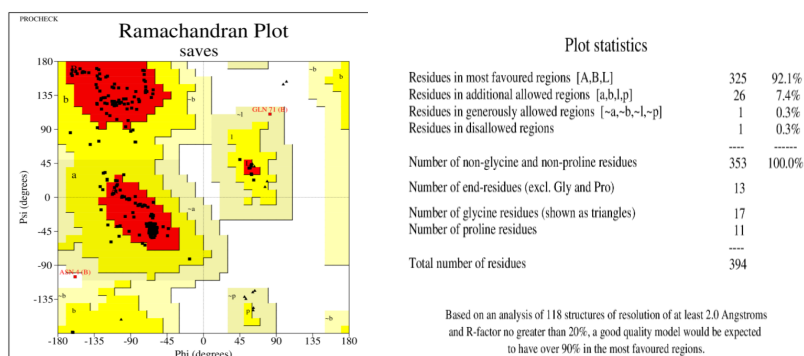 PROCHECK
Ramachandran Plot
saves
180
135
90
45
0
-45
-90
-135
-180
Psi (degrees)
b
a
b
~b
~b
~b
~l
l
~a
~p
p
~b
~b
b
GLN 71 (B)
ASN 4 (B)
-180 -135 -90 -45 0 45 90 135 180
Phi (degrees)
Plot statistics
Residues in most favoured regions [A,B,L] 325 92.1%
Residues in additional allowed regions [a,b,l,p] 26 7.4%
Residues in generously allowed regions [~a,~b,~l,~p] 1 0.3%
Residues in disallowed regions 1 0.3%
---- ------
Number of non-glycine and non-proline residues 353 100.0%
Number of end-residues (excl. Gly and Pro) 13
Number of glycine residues (shown as triangles) 17
Number of proline residues 11
----
Total number of residues 394
Based on an analysis of 118 structures of resolution of at least 2.0 Angstroms
and R-factor no greater than 20%, a good quality model would be expected
to have over 90% in the most favoured regions.